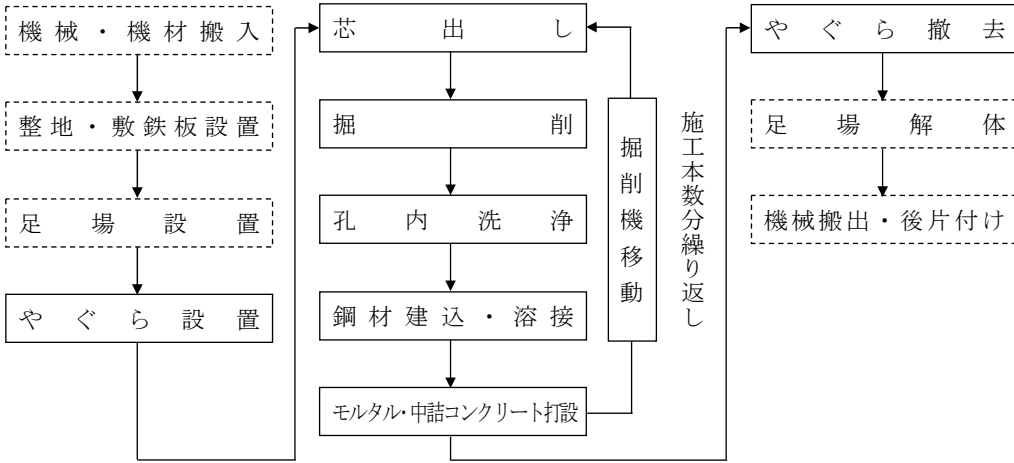 機械・機材搬入
整地・敷鉄板設置
足場設置
やぐら設置
芯出し
掘削
孔内洗浄
鋼材建込・溶接
モルタル・中詰コンクリート打設
掘削機移動
施工本数分繰り返し
やぐら撤去
足場解体
機械搬出・後片付け